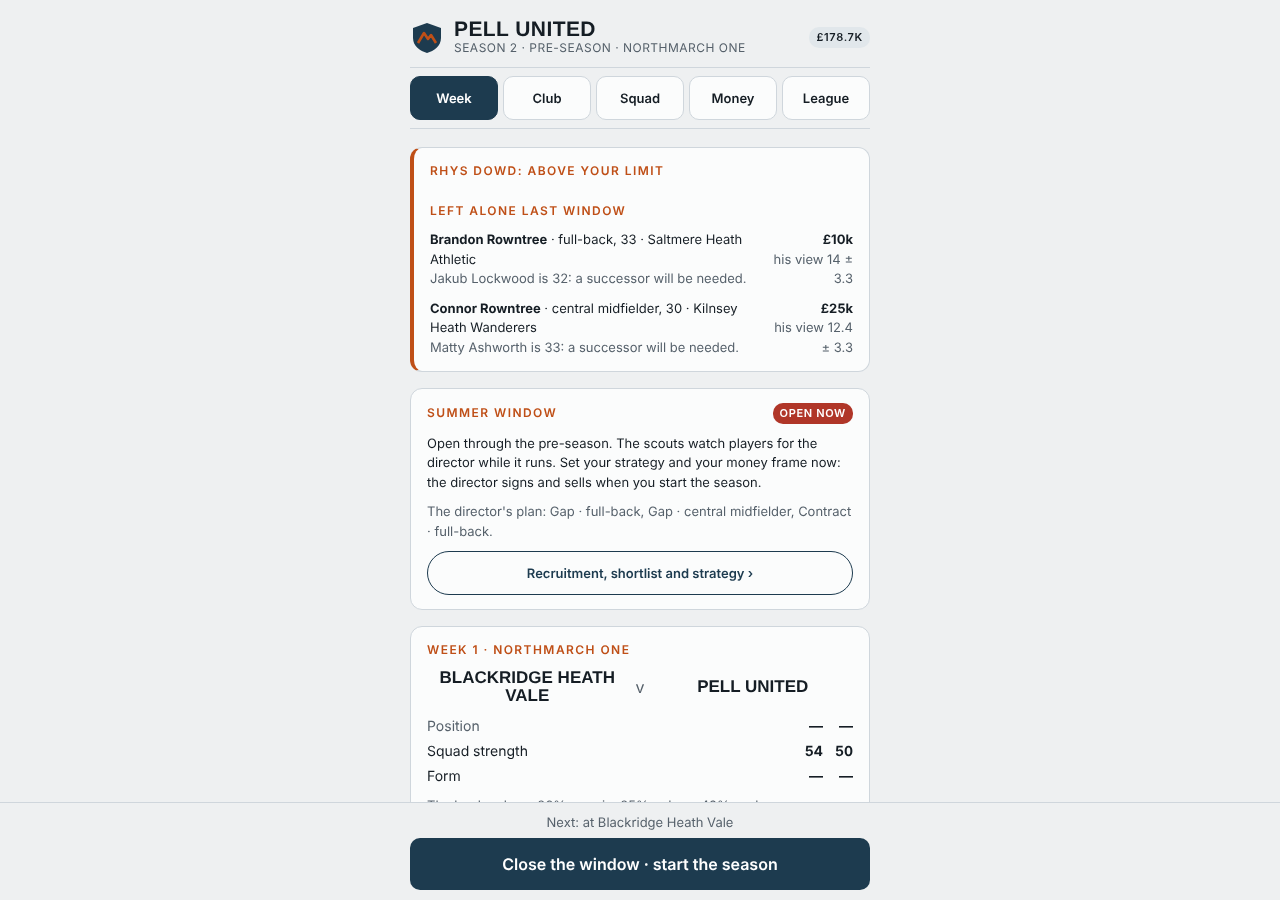 PELL UNITED
SEASON 2 · PRE-SEASON · NORTHMARCH ONE
£178.7K
Week
Club
Squad
Money
League
RHYS DOWD: ABOVE YOUR LIMIT
LEFT ALONE LAST WINDOW
Brandon Rowntree · full-back, 33 · Saltmere Heath £10k
Athletic his view 14 ±
Jakub Lockwood is 32: a successor will be needed. 3.3
Connor Rowntree · central midfielder, 30 · Kilnsey £25k
Heath Wanderers his view 12.4
Matty Ashworth is 33: a successor will be needed. ± 3.3
SUMMER WINDOW
OPEN NOW
Open through the pre-season. The scouts watch players for the
director while it runs. Set your strategy and your money frame now:
the director signs and sells when you start the season.
The director's plan: Gap · full-back, Gap · central midfielder, Contract
· full-back.
Recruitment, shortlist and strategy ›
WEEK 1 · NORTHMARCH ONE
BLACKRIDGE HEATH
VALE
v
PELL UNITED
Position — —
Squad strength 54 50
Form — —
Next: at Blackridge Heath Vale
Close the window · start the season